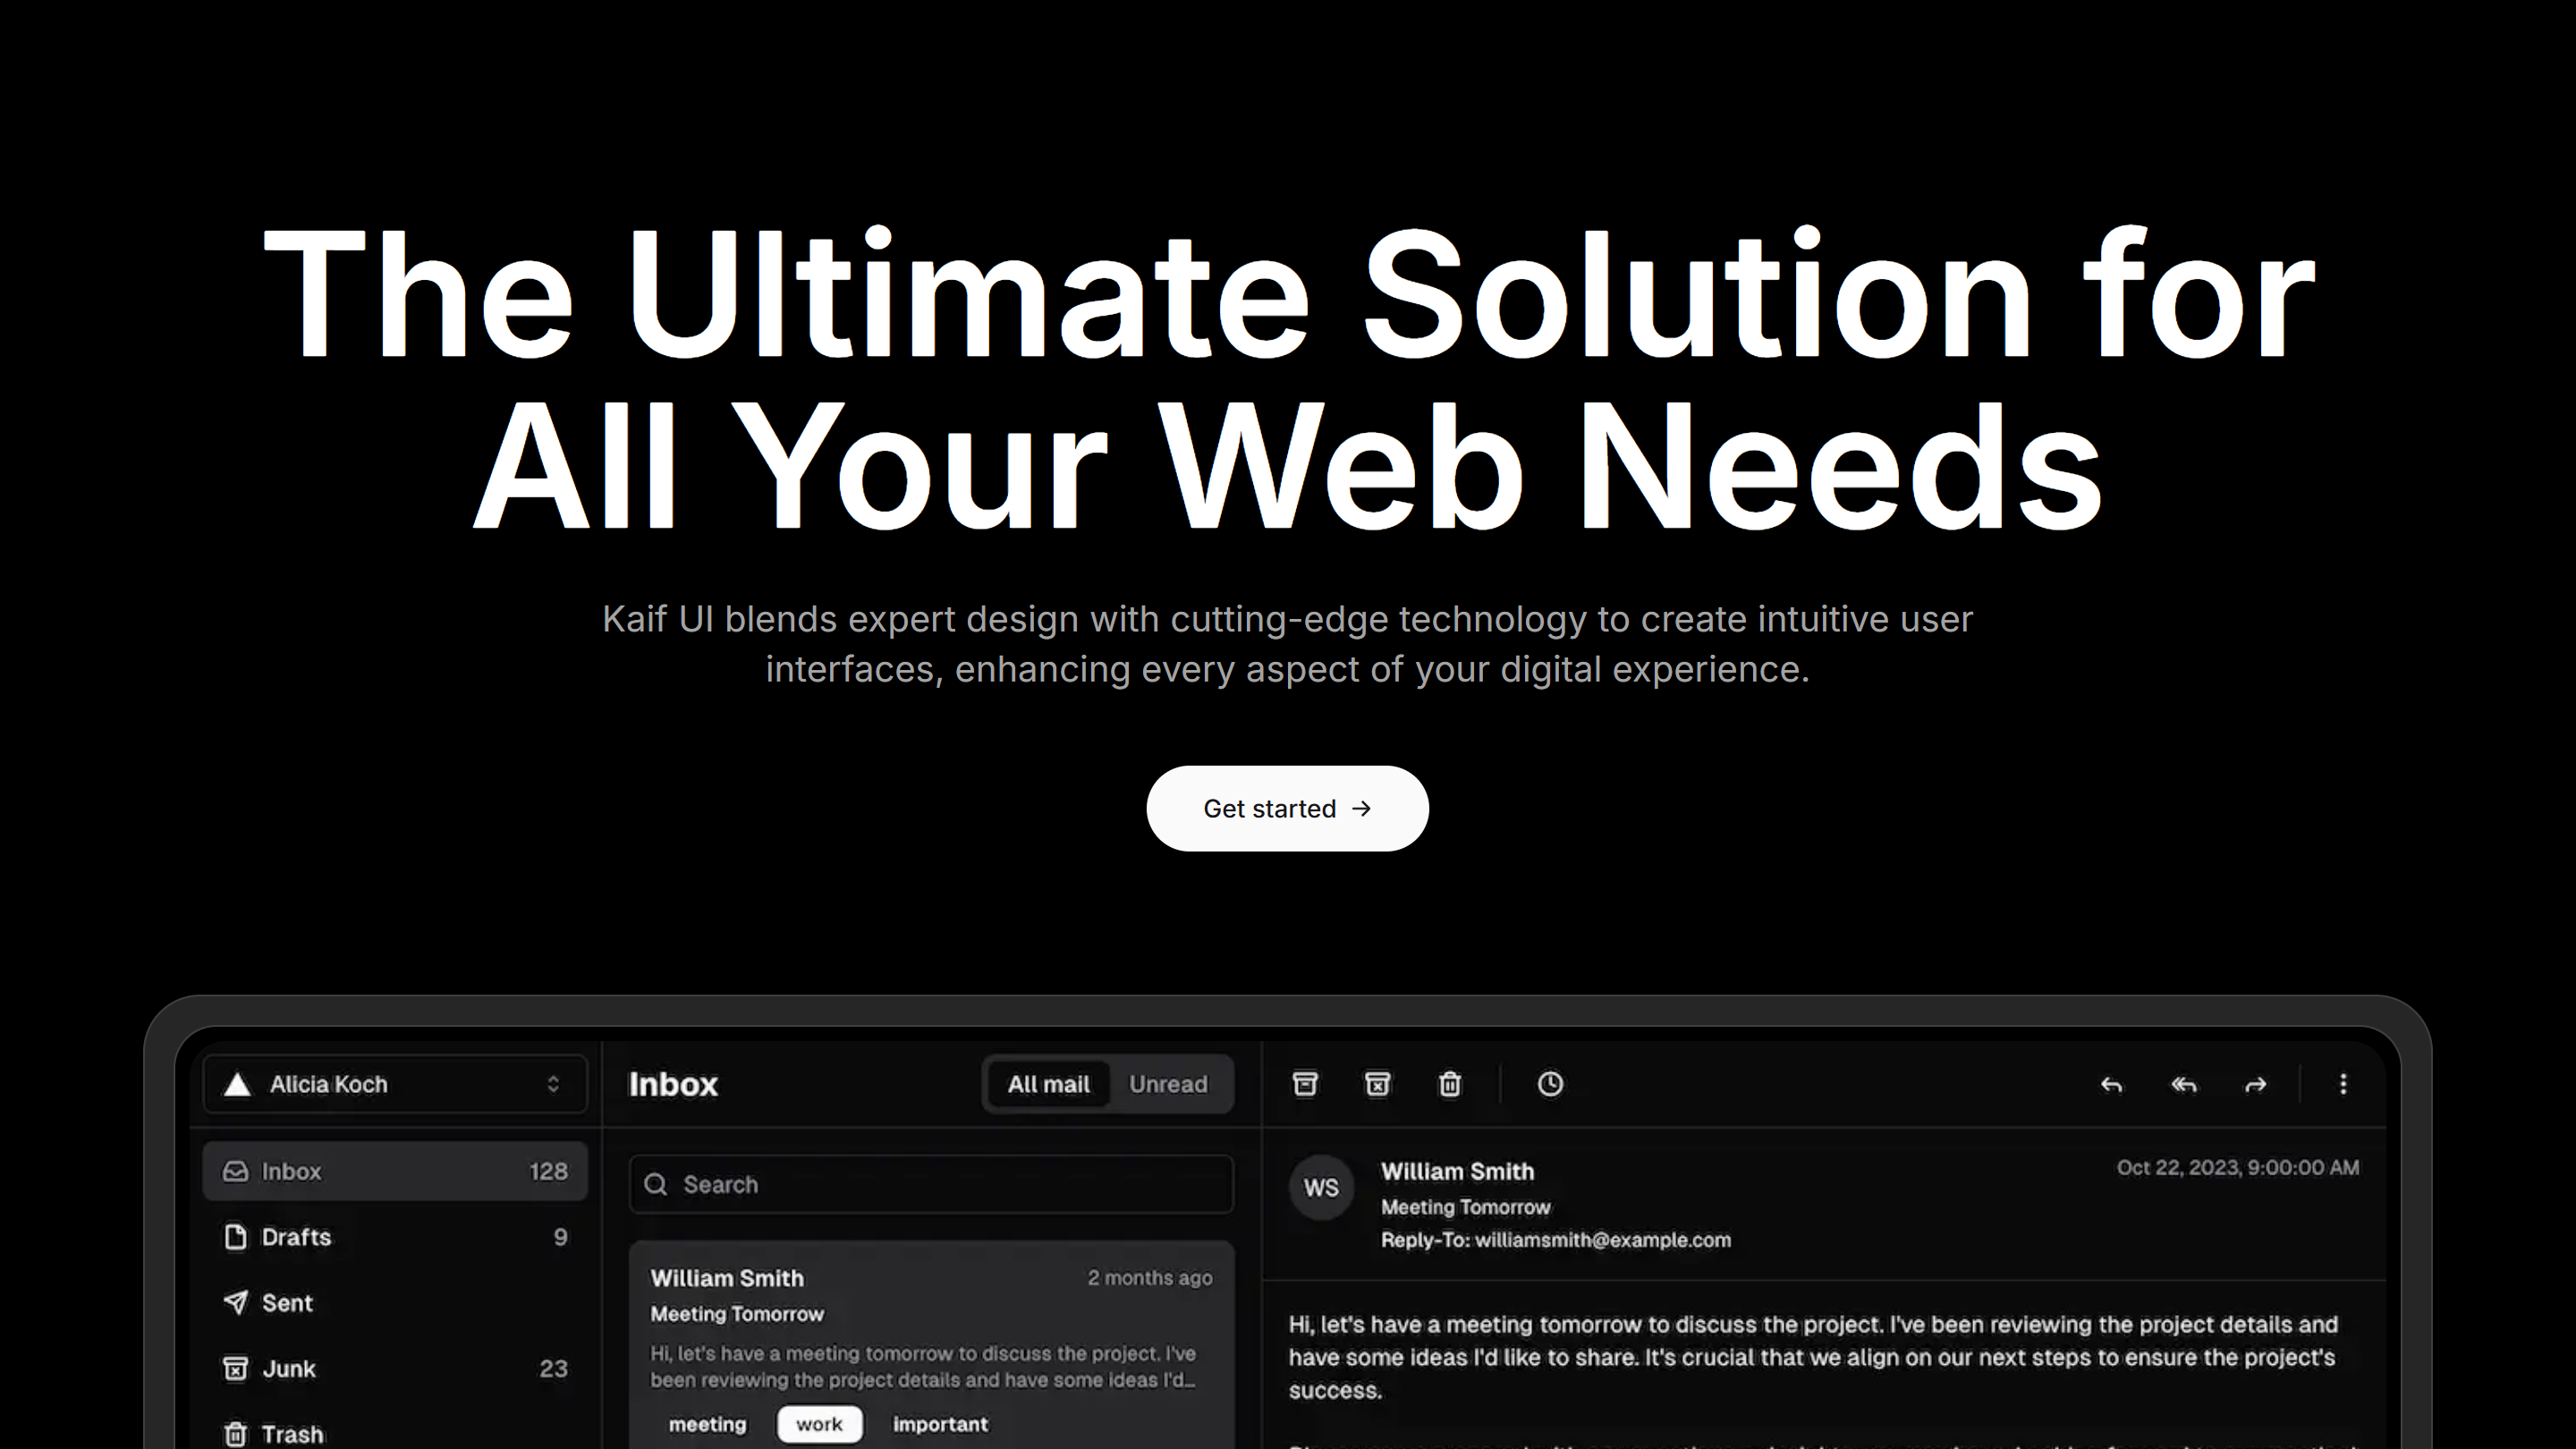 The Ultimate Solution for
All Your Web Needs
Kaif UI blends expert design with cutting-edge technology to create intuitive user
interfaces, enhancing every aspect of your digital experience.
Get started →
Alicia Koch
Inbox 128
Drafts 9
Sent
Junk 23
Trash
Inbox
All mail Unread
Search
William Smith 2 months ago
Meeting Tomorrow
Hi, let's have a meeting tomorrow to discuss the project. I've
been reviewing the project details and have some ideas I'd...
meeting work important
WS
William Smith Oct 22, 2023, 9:00:00 AM
Meeting Tomorrow
Reply-To: williamsmith@example.com
Hi, let's have a meeting tomorrow to discuss the project. I've been reviewing the project details and
have some ideas I'd like to share. It's crucial that we align on our next steps to ensure the project's
success.